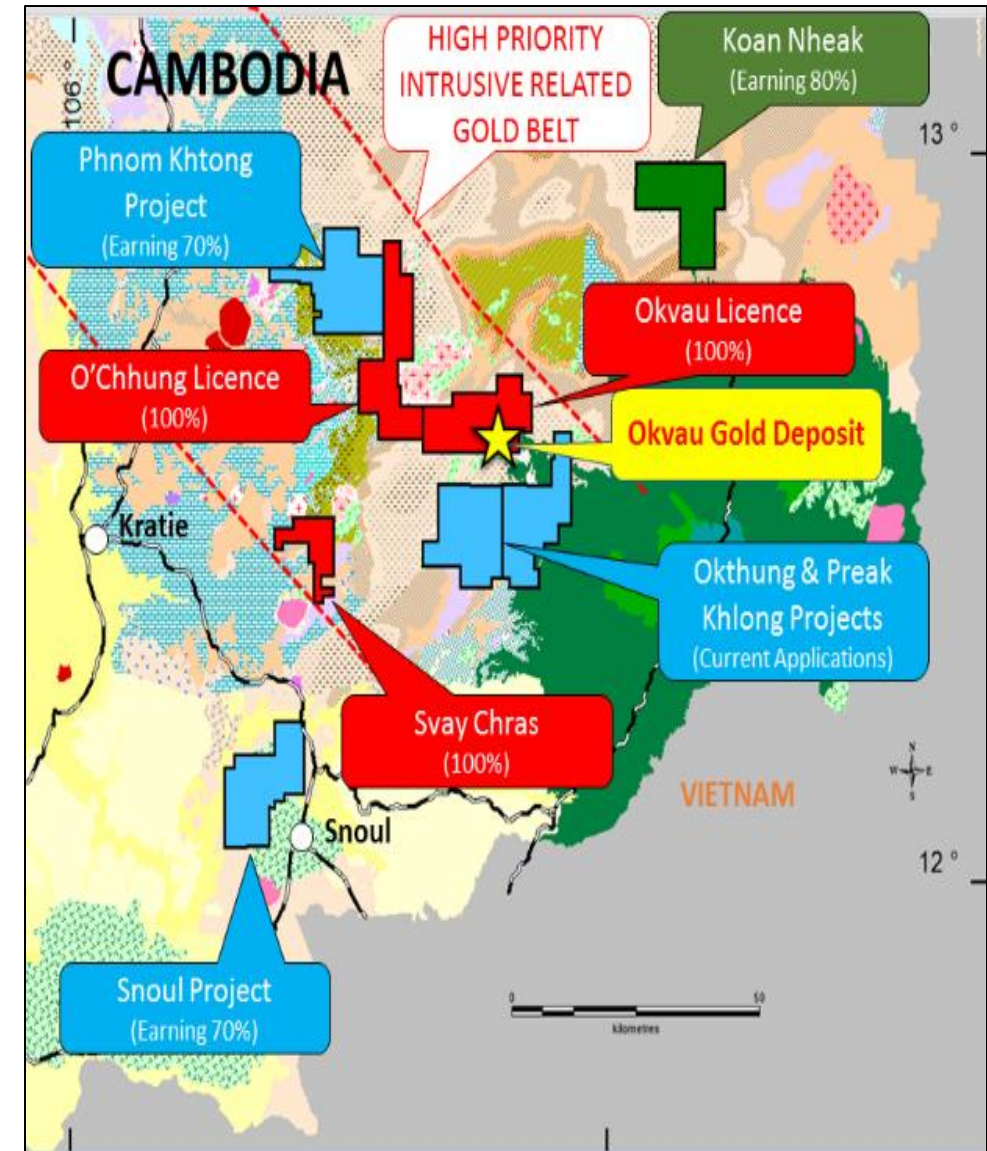 CAMBODIA
106 °
HIGH PRIORITY
INTRUSIVE RELATED
GOLD BELT
Koan Nheak
(Earning 80%)
13 °
Phnom Khtong
Project
(Earning 70%)
Okvau Licence
(100%)
O'Chhung Licence
(100%)
Okvau Gold Deposit
Kratie
Okthung & Preak
Khlong Projects
(Current Applications)
Svay Chras
(100%)
VIETNAM
N
W
E
S
Snoul
12 °
Snoul Project
(Earning 70%)
0
50
kilometres